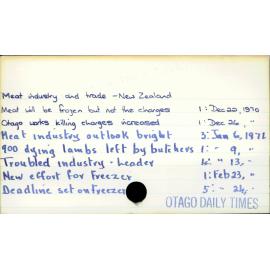 Meat industry and trade - New Zealand
Meat will be frozen but not the charges 1: Dec 22, 1970
Otago works killing charges increased 1: Dec 26, "
Meat industry outlook bright 3: Jan 6, 1971
900 dying lambs left by butchers 1: - 9, "
Troubled industry - Leader 4: " 13, -
New effort for Freezer 1: Feb 23, "
Deadline set on Freezer 5: - 24, -
OTAGO DAILY TIMES